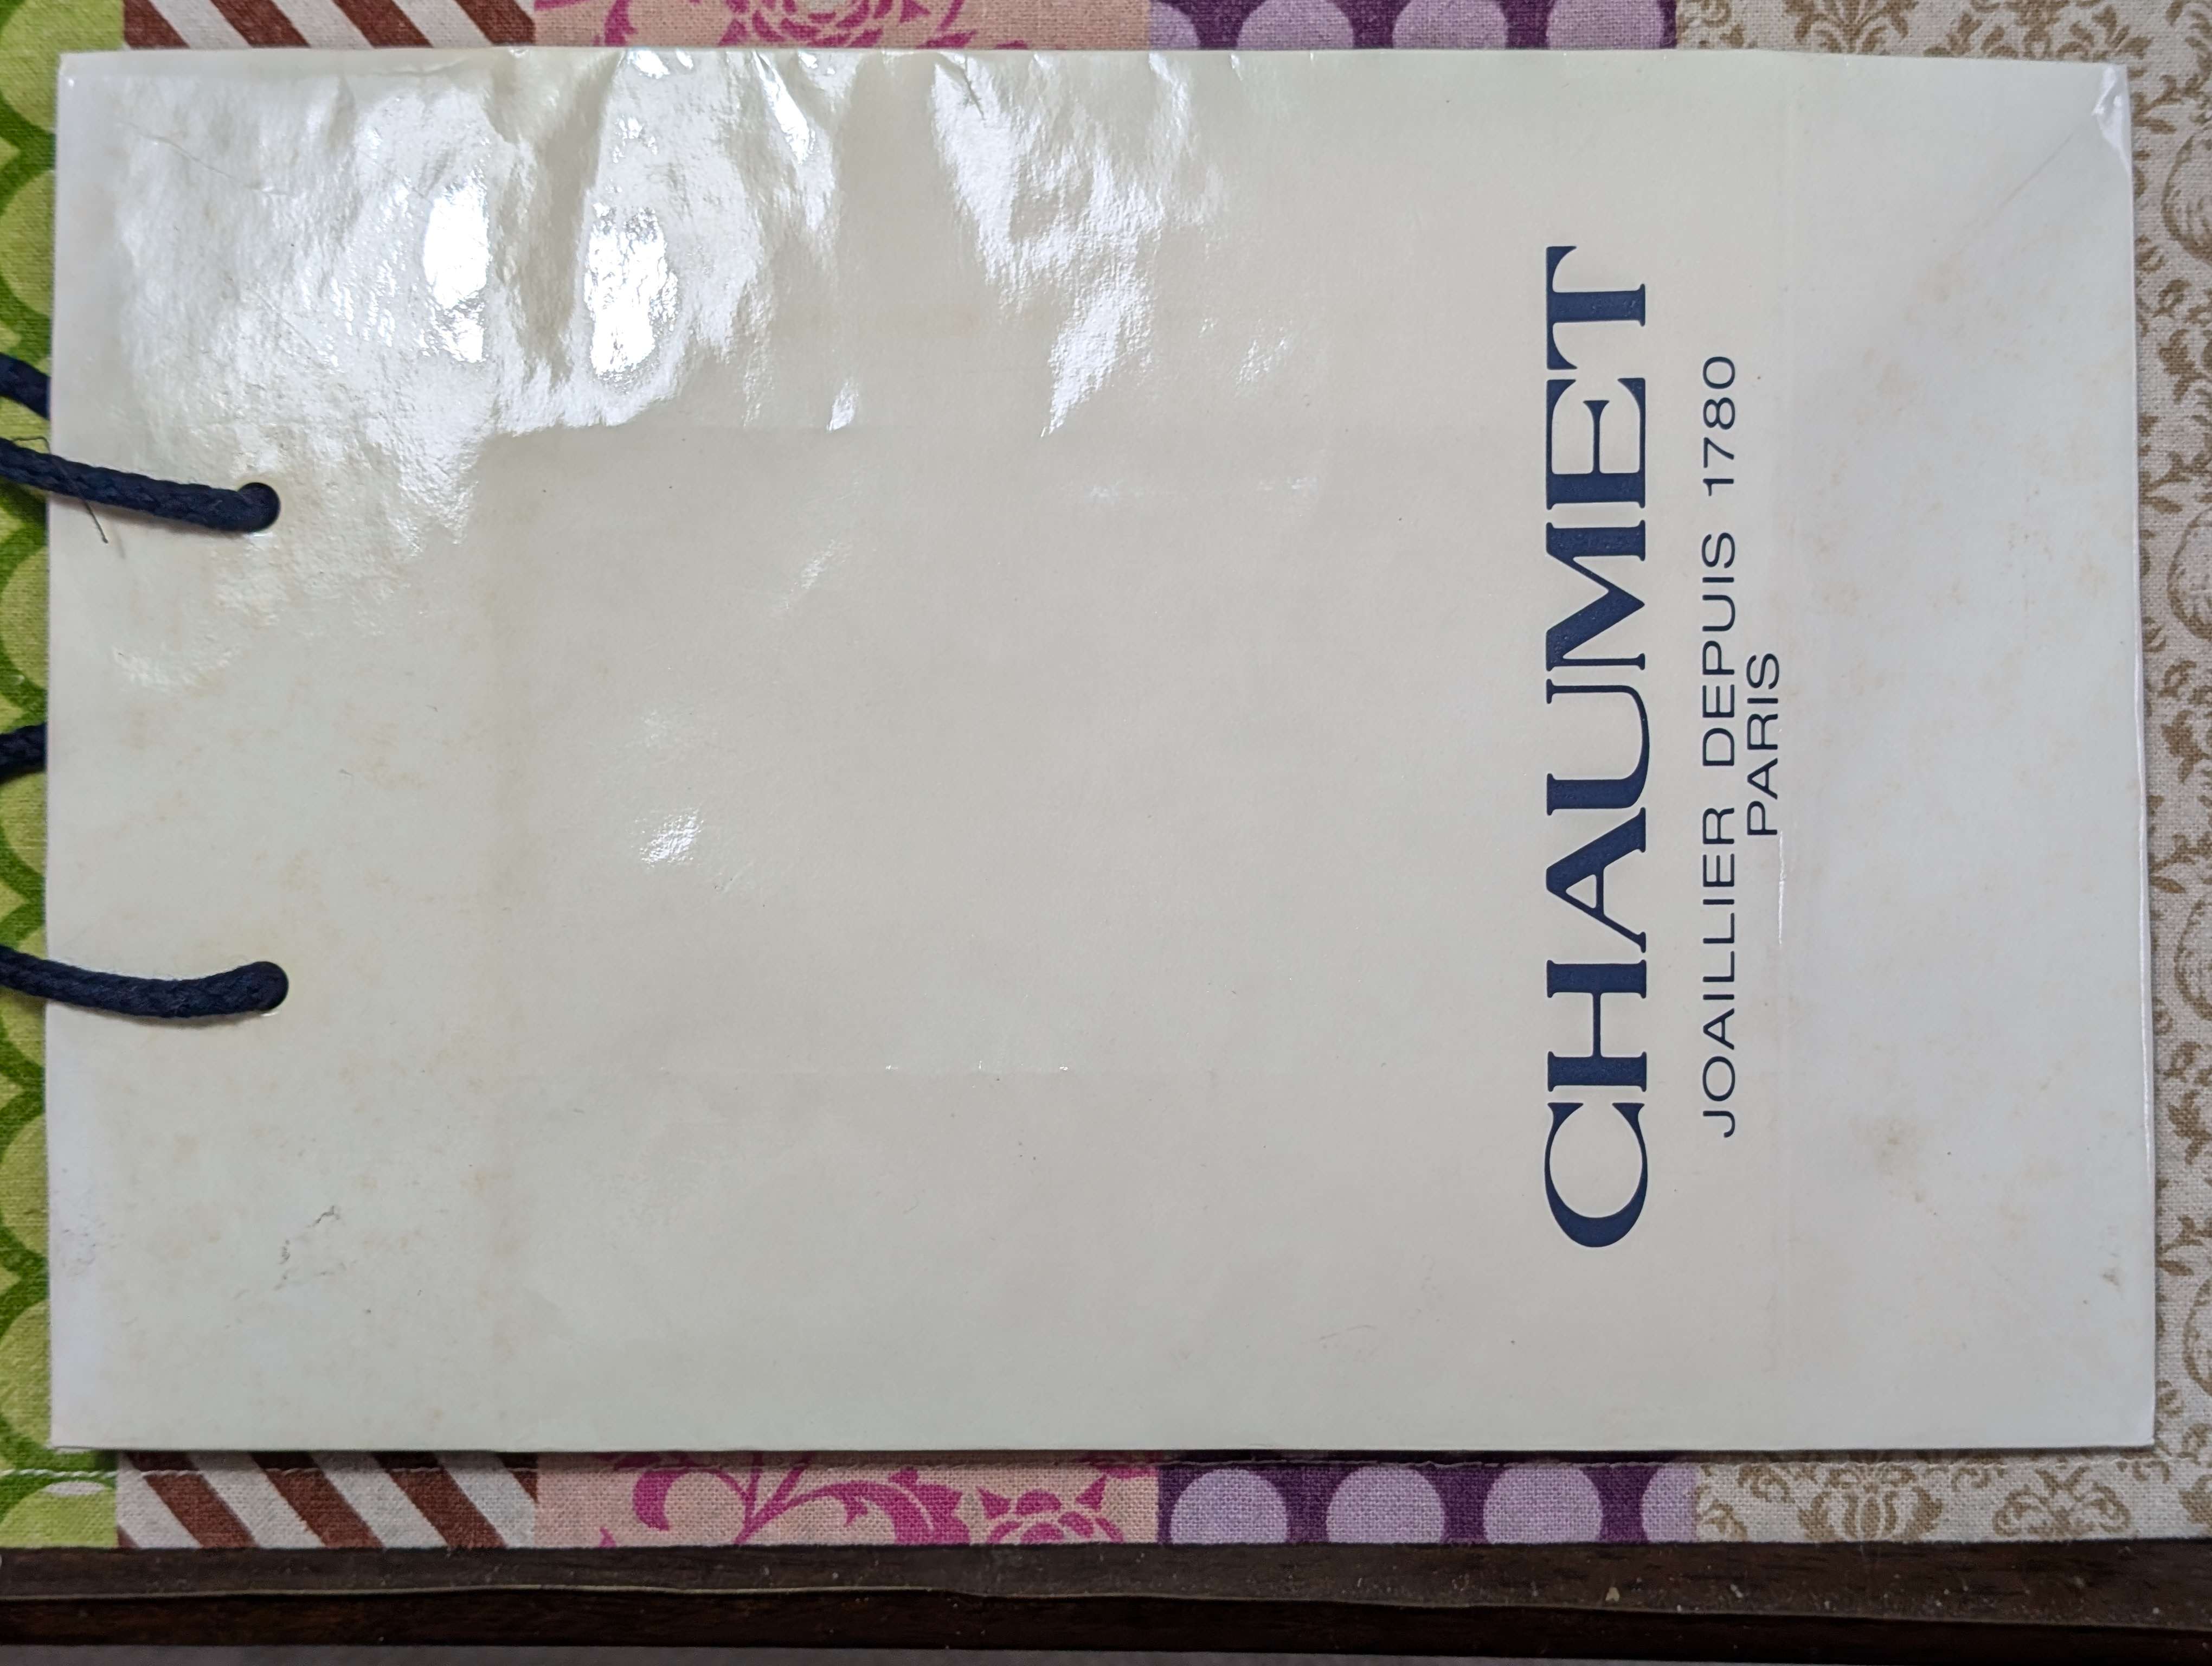 CHAUMET
JOAILLIER DEPUIS 1780
PARIS